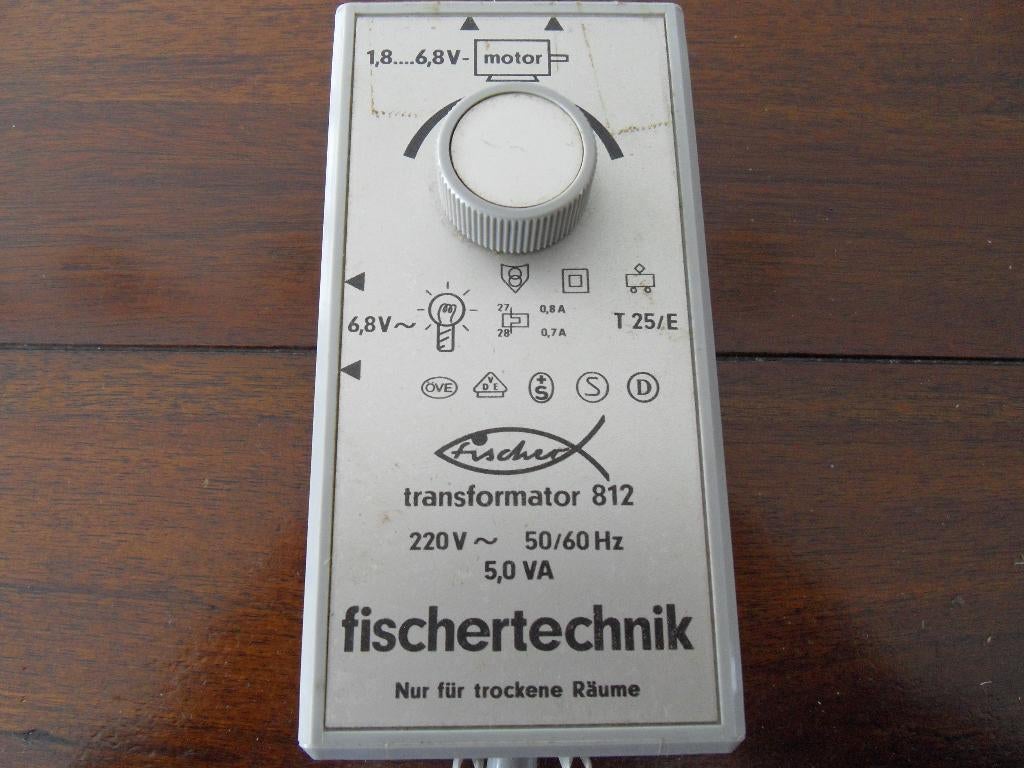 1,8....6,8V- motor
6,8V~
27 0,8A
28 0,7A
T 25/E
ÖVE VDE +S S D
fischer
transformator 812
220V ~ 50/60Hz
5,0 VA
fischertechnik
Nur für trockene Räume